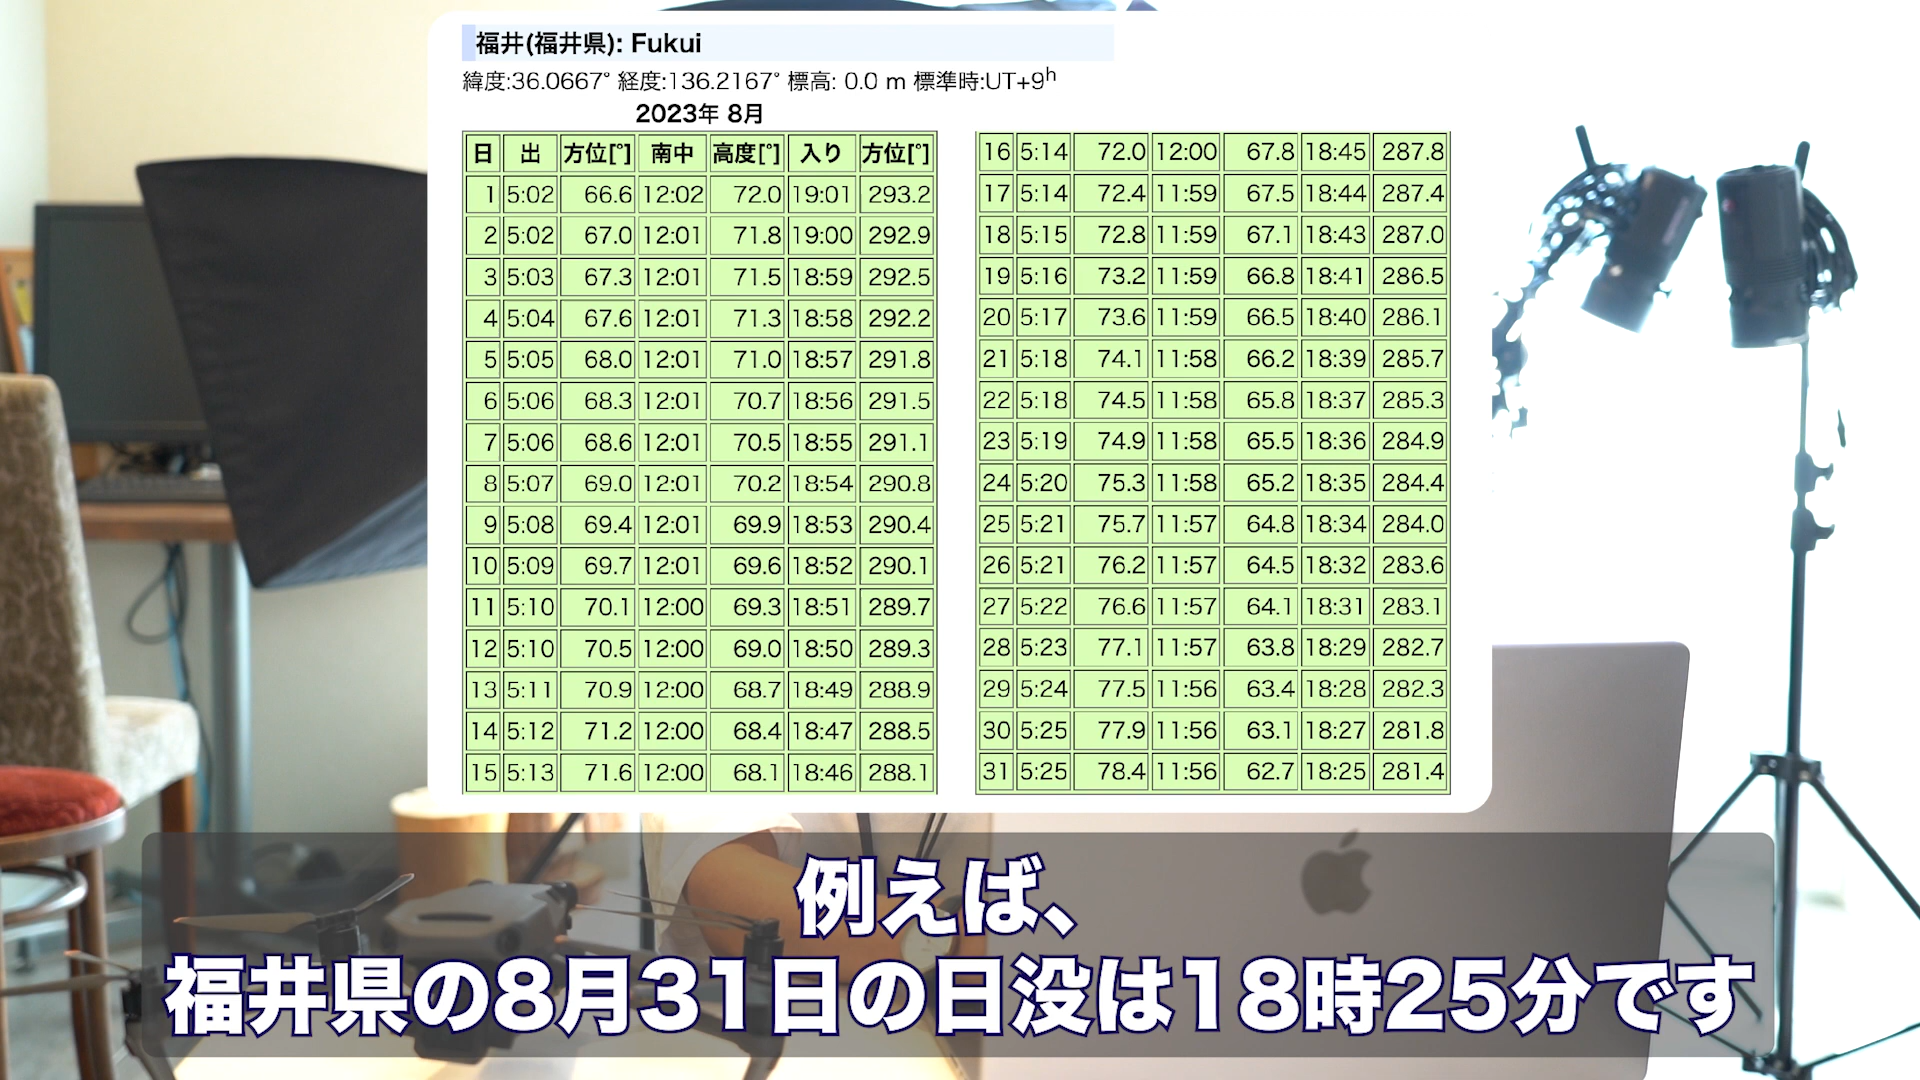 福井(福井県): Fukui
緯度:36.0667° 経度:136.2167° 標高: 0.0 m 標準時:UT+9h
2023年 8月
日 出 方位[°] 南中 高度[°] 入り 方位[°]
1 5:02 66.6 12:02 72.0 19:01 293.2
2 5:02 67.0 12:01 71.8 19:00 292.9
3 5:03 67.3 12:01 71.5 18:59 292.5
4 5:04 67.6 12:01 71.3 18:58 292.2
5 5:05 68.0 12:01 71.0 18:57 291.8
6 5:06 68.3 12:01 70.7 18:56 291.5
7 5:06 68.6 12:01 70.5 18:55 291.1
8 5:07 69.0 12:01 70.2 18:54 290.8
9 5:08 69.4 12:01 69.9 18:53 290.4
10 5:09 69.7 12:01 69.6 18:52 290.1
11 5:10 70.1 12:00 69.3 18:51 289.7
12 5:10 70.5 12:00 69.0 18:50 289.3
13 5:11 70.9 12:00 68.7 18:49 288.9
14 5:12 71.2 12:00 68.4 18:47 288.5
15 5:13 71.6 12:00 68.1 18:46 288.1
16 5:14 72.0 12:00 67.8 18:45 287.8
17 5:14 72.4 11:59 67.5 18:44 287.4
18 5:15 72.8 11:59 67.1 18:43 287.0
19 5:16 73.2 11:59 66.8 18:41 286.5
20 5:17 73.6 11:59 66.5 18:40 286.1
21 5:18 74.1 11:58 66.2 18:39 285.7
22 5:18 74.5 11:58 65.8 18:37 285.3
23 5:19 74.9 11:58 65.5 18:36 284.9
24 5:20 75.3 11:58 65.2 18:35 284.4
25 5:21 75.7 11:57 64.8 18:34 284.0
26 5:21 76.2 11:57 64.5 18:32 283.6
27 5:22 76.6 11:57 64.1 18:31 283.1
28 5:23 77.1 11:57 63.8 18:29 282.7
29 5:24 77.5 11:56 63.4 18:28 282.3
30 5:25 77.9 11:56 63.1 18:27 281.8
31 5:25 78.4 11:56 62.7 18:25 281.4
例えば、
福井県の8月31日の日没は18時25分です